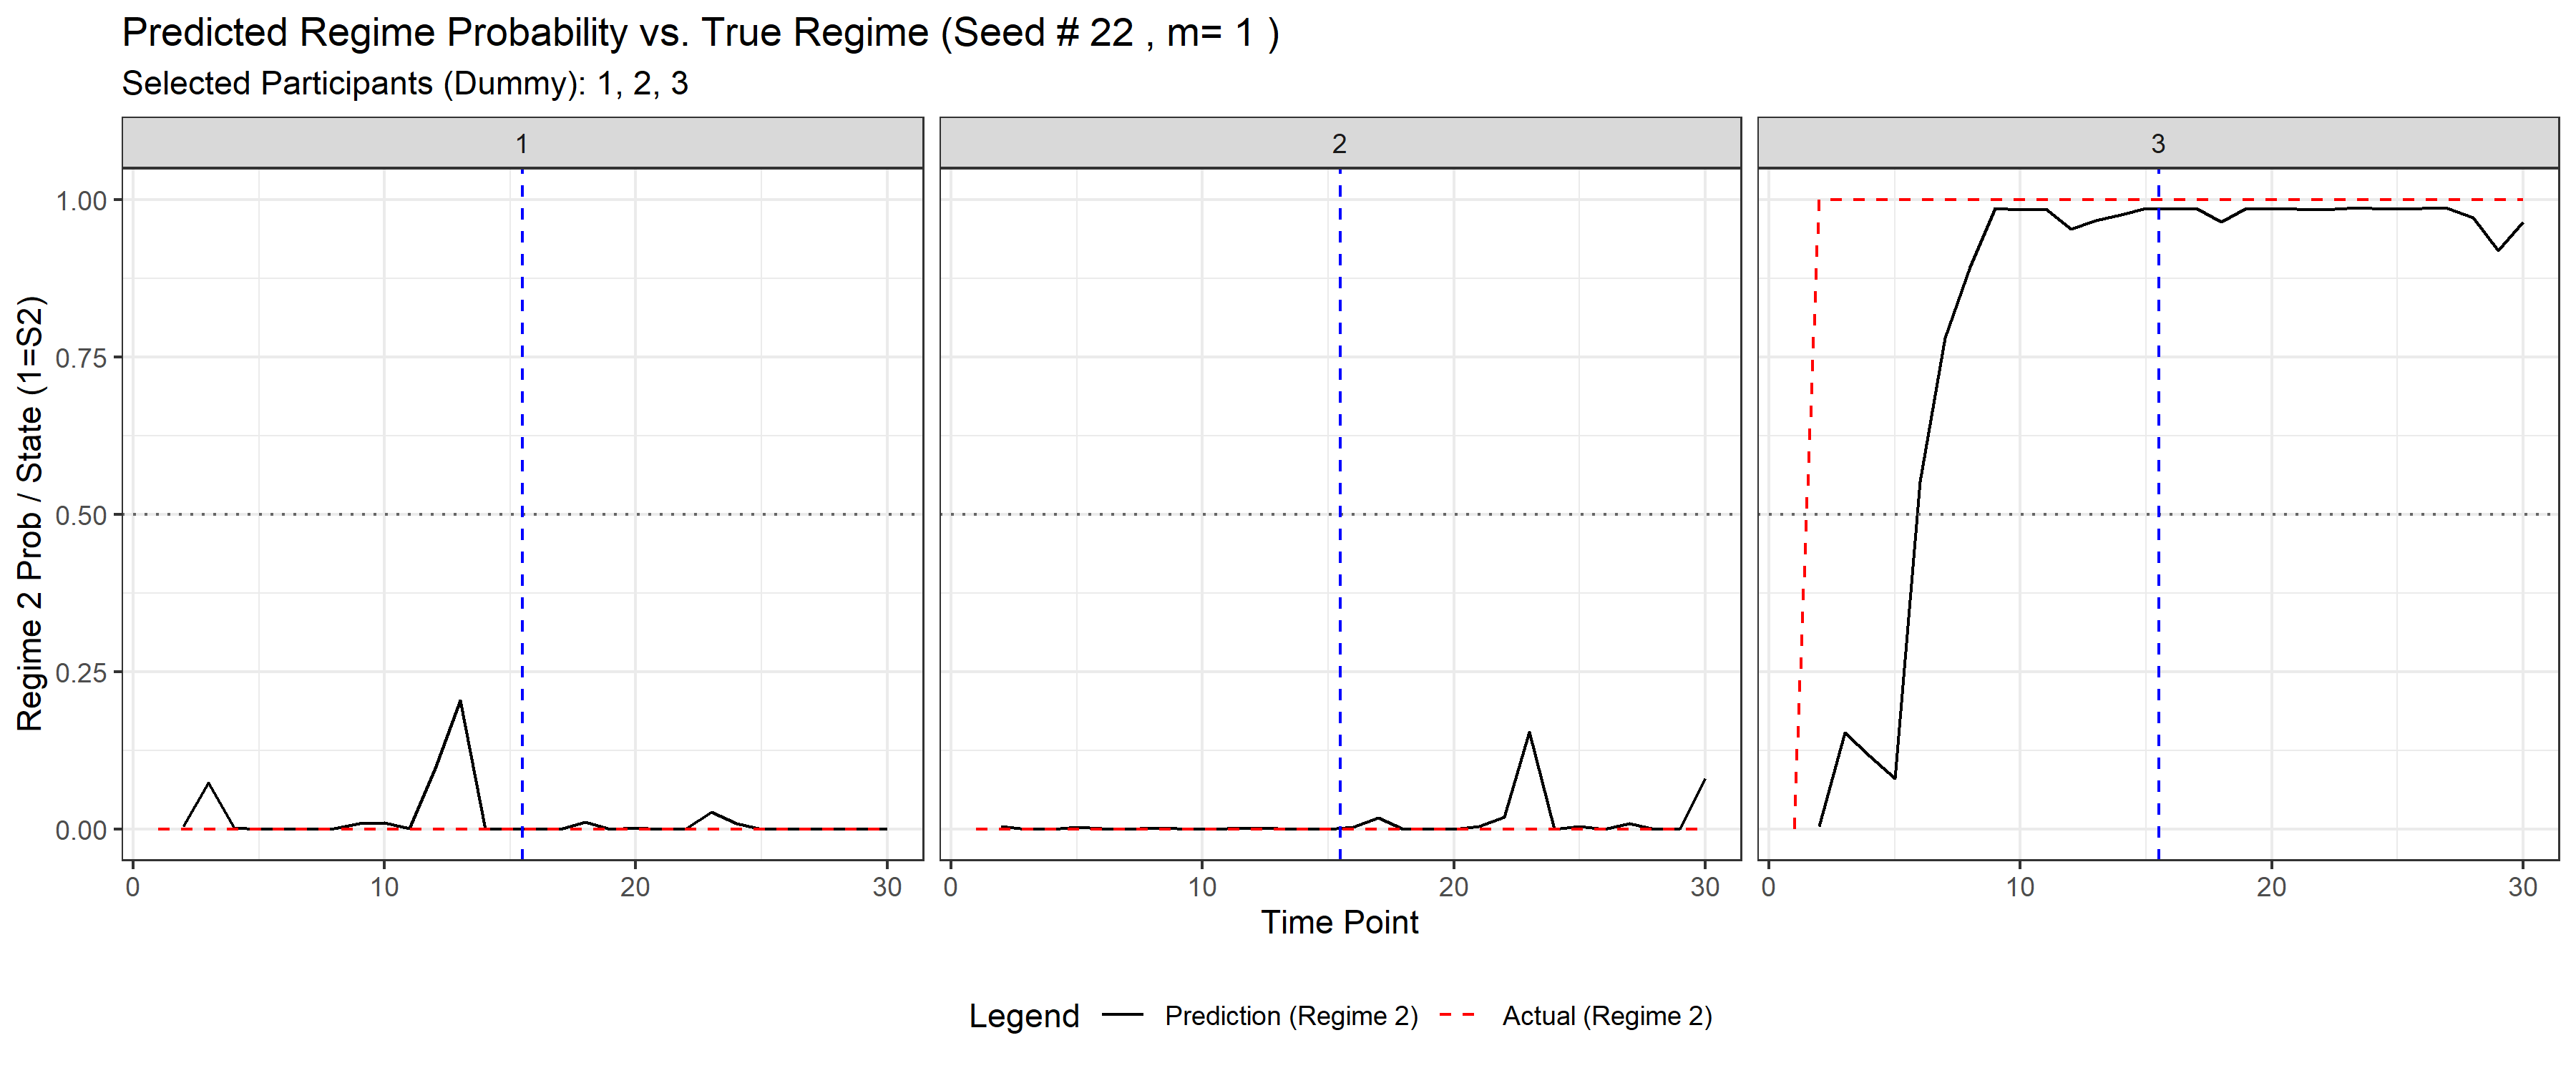 Predicted Regime Probability vs. True Regime (Seed # 22 , m= 1 )
Selected Participants (Dummy): 1, 2, 3
1
2
3
Regime 2 Prob / State (1=S2)
1.00
0.75
0.50
0.25
0.00
0 10 20 30
0 10 20 30
0 10 20 30
Time Point
Legend Prediction (Regime 2) Actual (Regime 2)